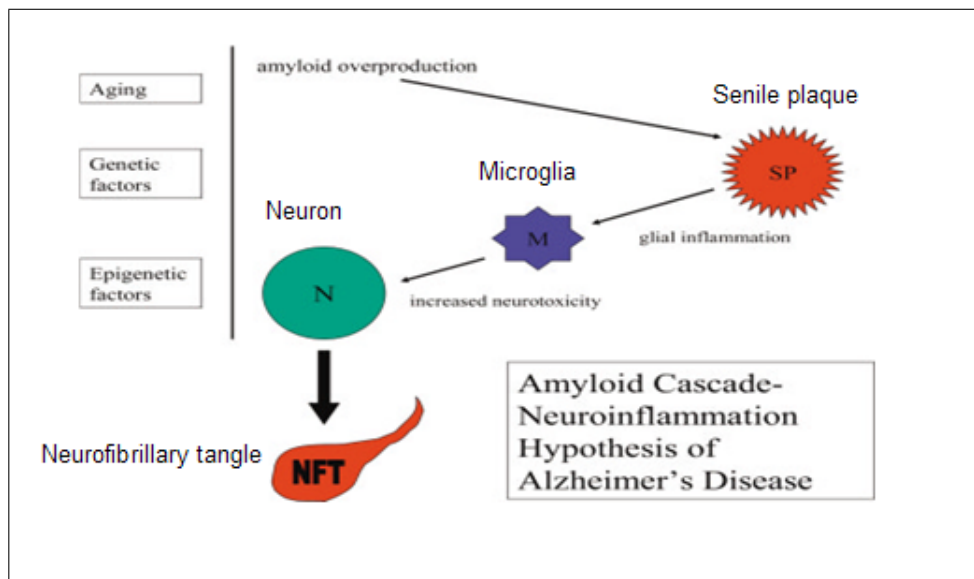 amyloid overproduction
Aging
Senile plaque
Genetic
factors
Microglia
SP
Neuron
M
glial inflammation
Epigenetic
factors
N
increased neurotoxicity
Amyloid Cascade-
Neuroinflammation
Hypothesis of
Alzheimer's Disease
Neurofibrillary tangle
NFT